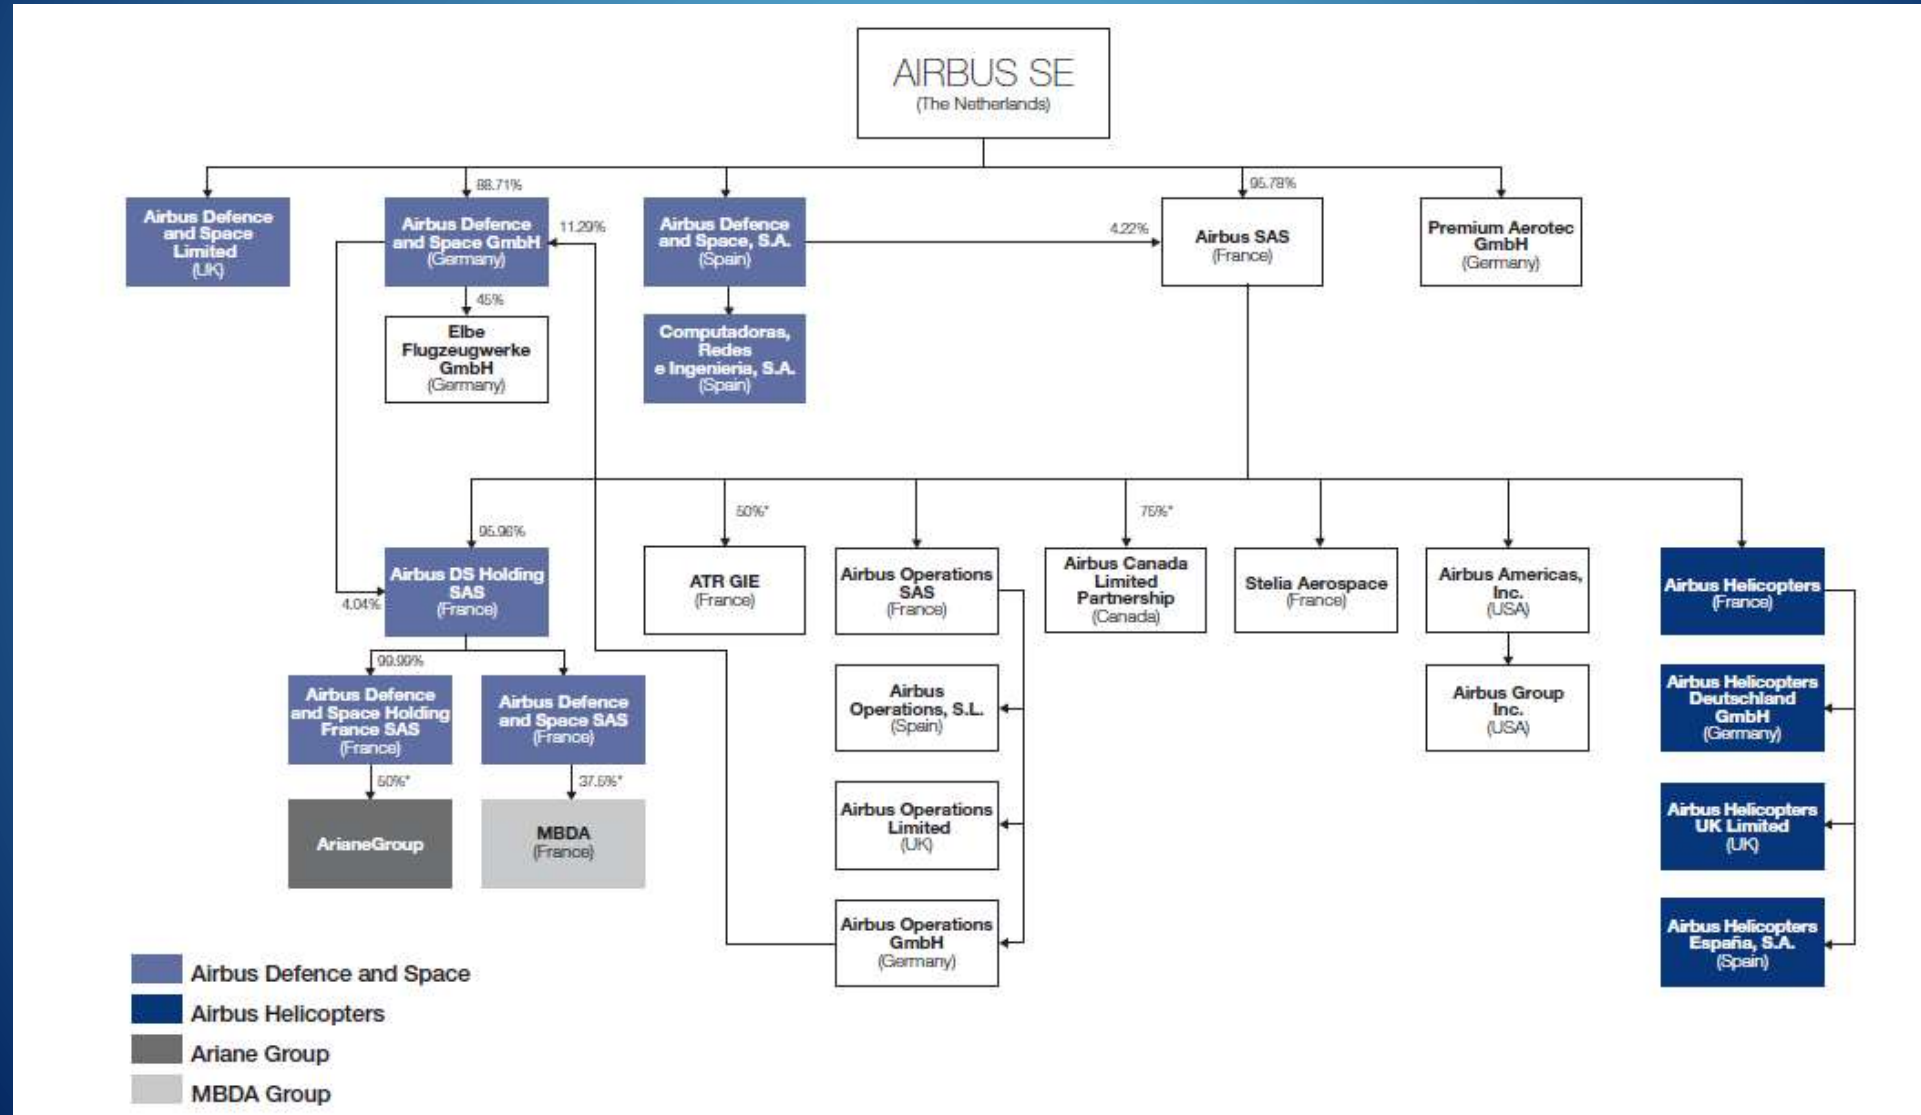 AIRBUS SE
(The Netherlands)
88.71%
95.78%
Airbus Defence
and Space
Limited
(UK)
Airbus Defence
and Space GmbH
(Germany)
11.29%
Airbus Defence
and Space, S.A.
(Spain)
4.22%
Airbus SAS
(France)
Premium Aerotec
GmbH
(Germany)
45%
Elbe
Flugzeugwerke
GmbH
(Germany)
Computadoras,
Redes
e Ingenieria, S.A.
(Spain)
95.96%
50%*
75%*
4.04%
Airbus DS Holding
SAS
(France)
ATR GIE
(France)
Airbus Operations
SAS
(France)
Airbus Canada
Limited
Partnership
(Canada)
Stelia Aerospace
(France)
Airbus Americas,
Inc.
(USA)
Airbus Helicopters
(France)
99.99%
Airbus Defence
and Space Holding
France SAS
(France)
Airbus Defence
and Space SAS
(France)
Airbus
Operations, S.L.
(Spain)
Airbus Group
Inc.
(USA)
Airbus Helicopters
Deutschland
GmbH
(Germany)
50%*
37.5%*
ArianeGroup
MBDA
(France)
Airbus Operations
Limited
(UK)
Airbus Helicopters
UK Limited
(UK)
Airbus Operations
GmbH
(Germany)
Airbus Helicopters
España, S.A.
(Spain)
Airbus Defence and Space
Airbus Helicopters
Ariane Group
MBDA Group